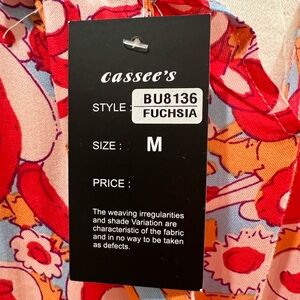 cassee's
STYLE : BU8136
FUCHSIA
SIZE : M
PRICE :
The weaving irregularities
and shade Variation are
characteristic of the fabric
and in no way to be taken
as defects.